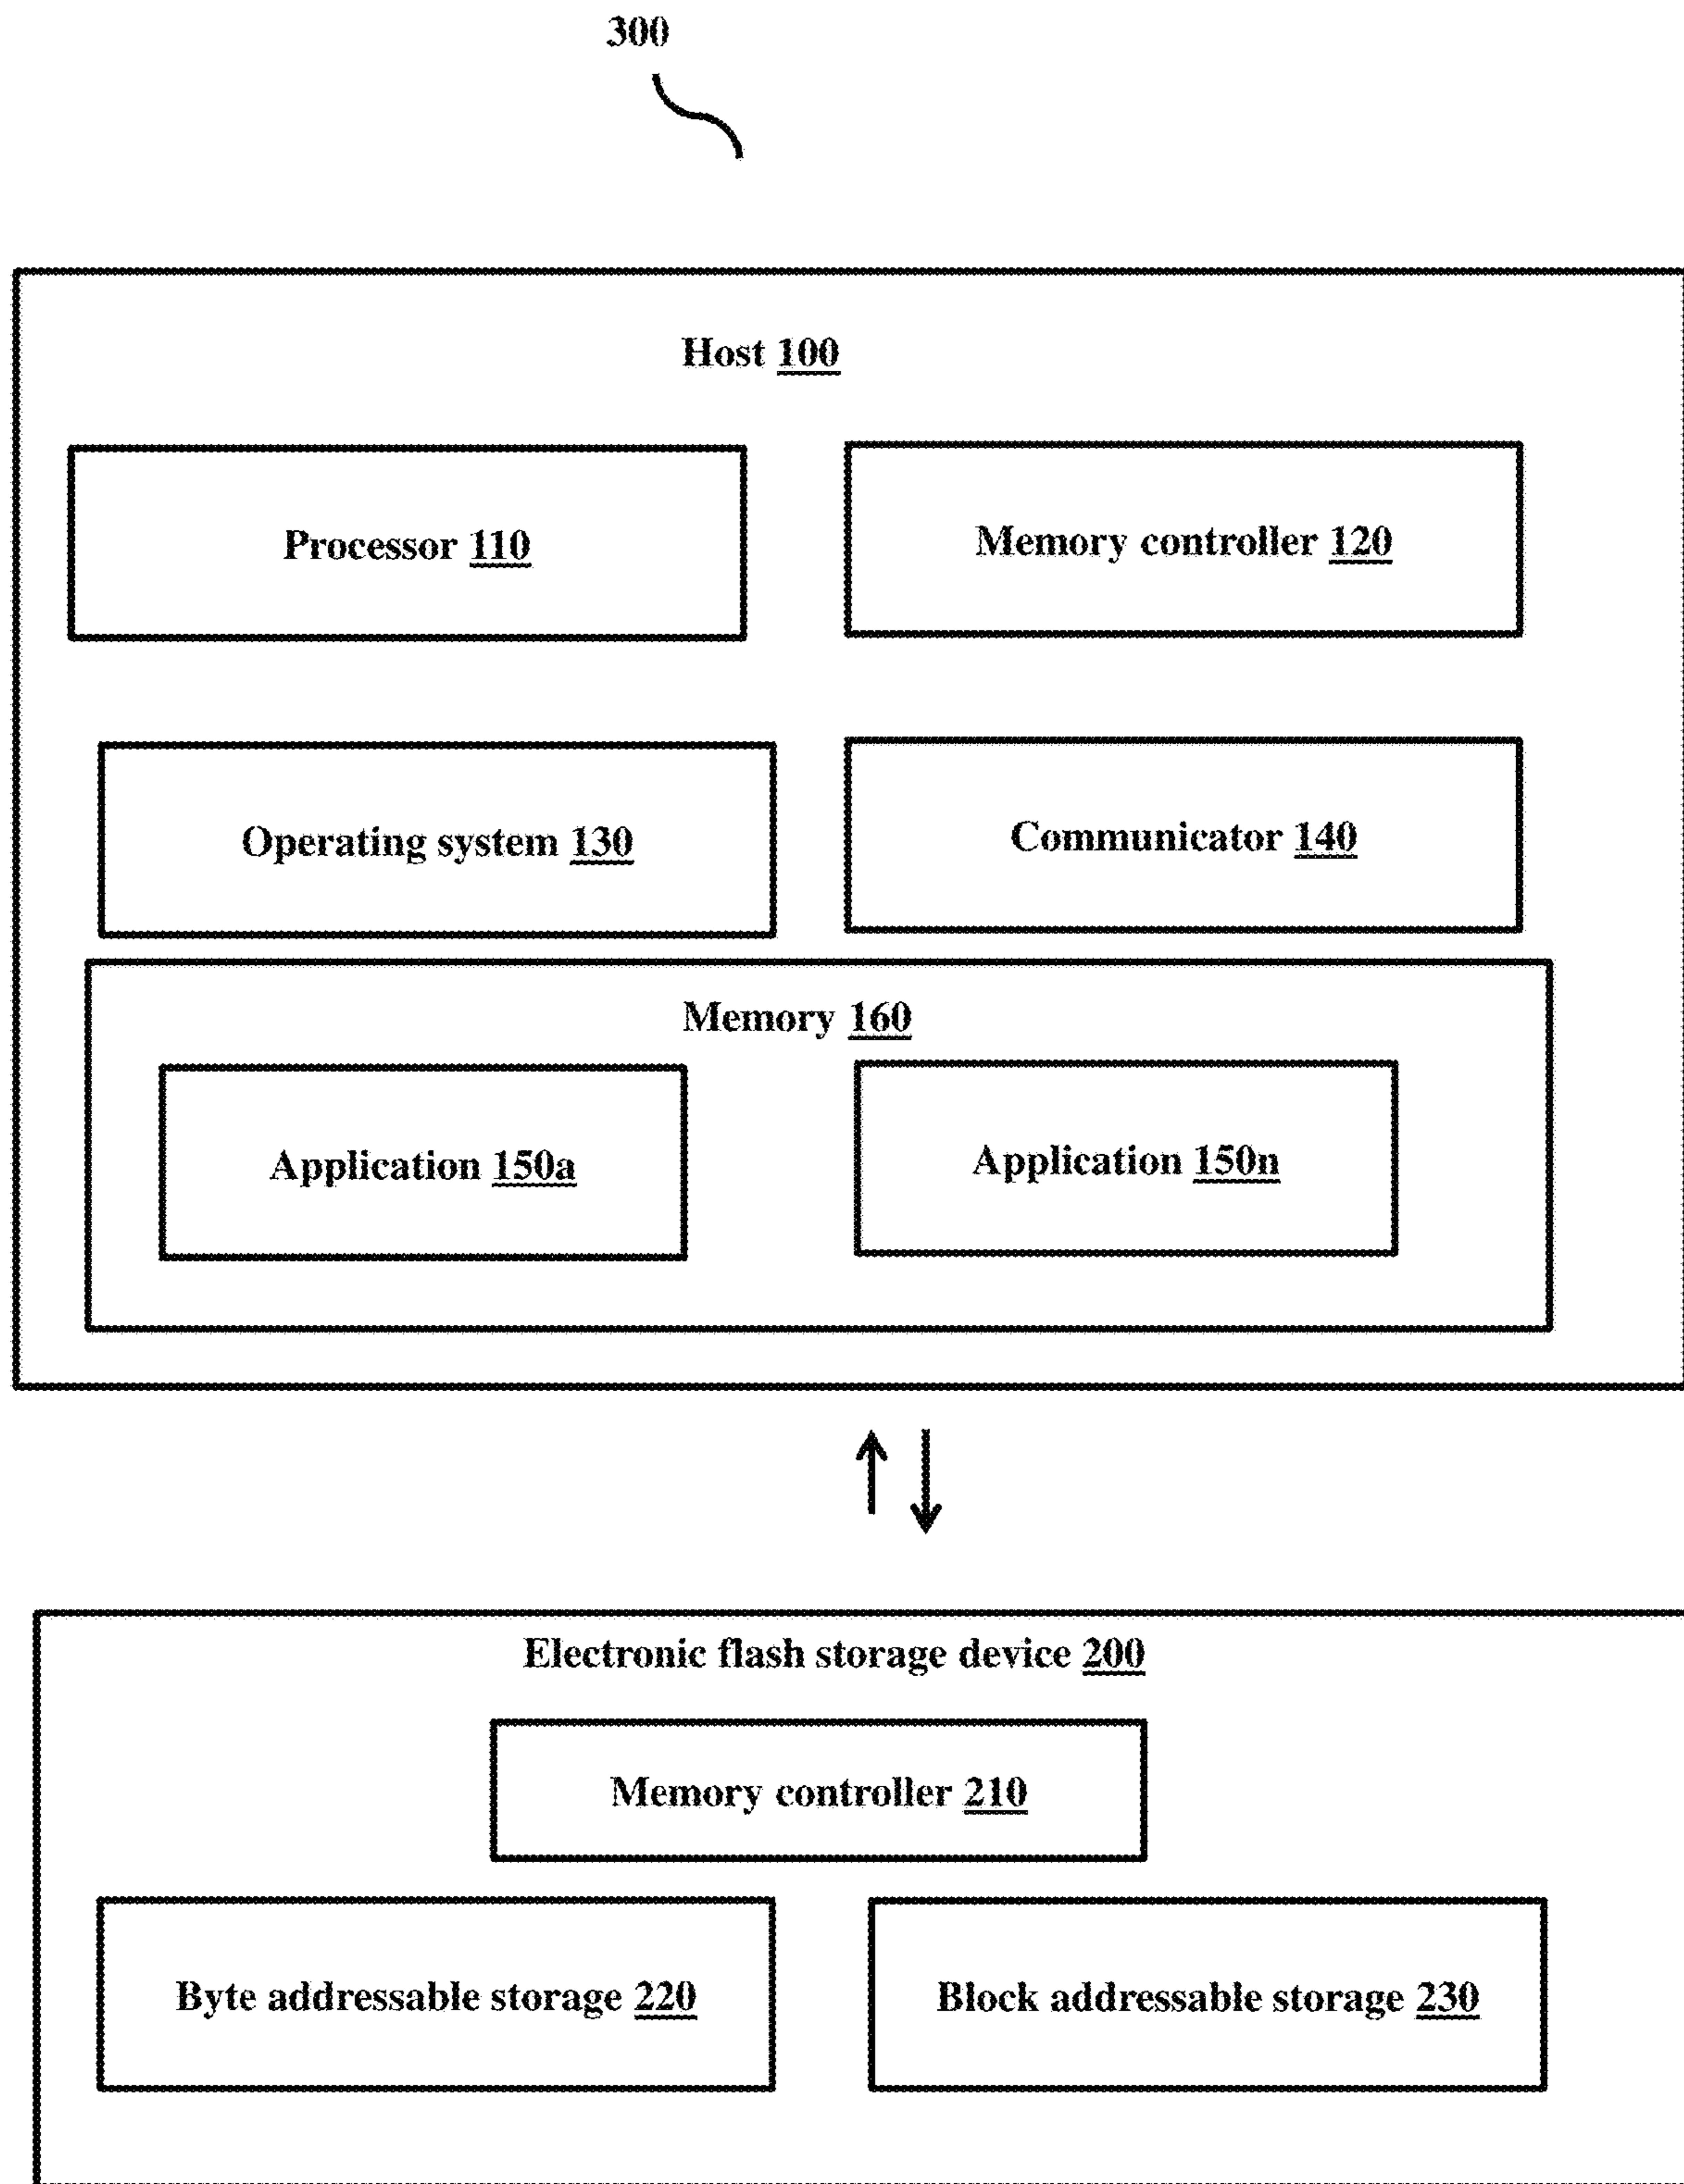 300
Host 100
Processor 110
Memory controller 120
Operating system 130
Communicator 140
Memory 160
Application 150a
Application 150n
Electronic flash storage device 200
Memory controller 210
Byte addressable storage 220
Block addressable storage 230